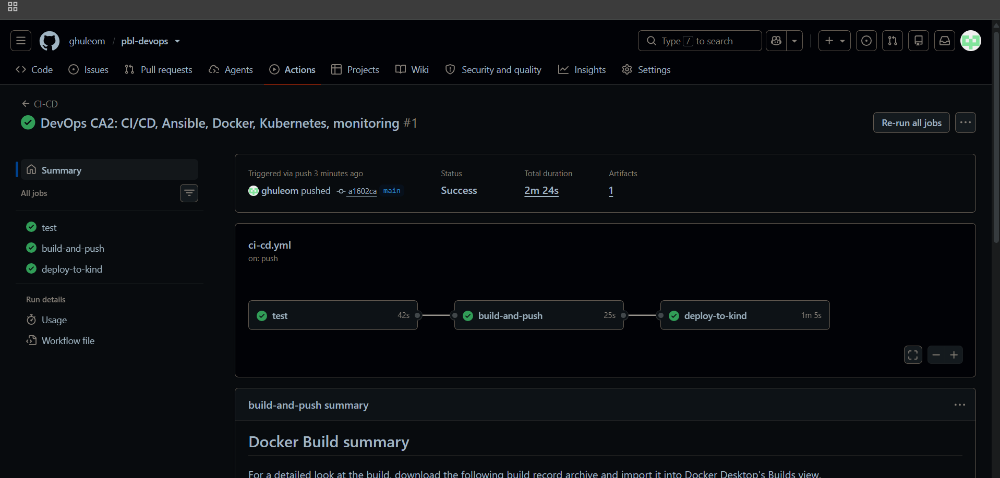 ghuleom / pbl-devops
Type / to search
Code Issues Pull requests Agents Actions Projects Wiki Security and quality Insights Settings
CI-CD
DevOps CA2: CI/CD, Ansible, Docker, Kubernetes, monitoring #1
Re-run all jobs
Summary
All jobs
test
build-and-push
deploy-to-kind
Run details
Usage
Workflow file
Triggered via push 3 minutes ago
ghuleom pushed a1602ca main
Status
Success
Total duration
2m 24s
Artifacts
1
ci-cd.yml
on: push
test 42s
build-and-push 25s
deploy-to-kind 1m 5s
build-and-push summary
Docker Build summary
For a detailed look at the build, download the following build record archive and import it into Docker Desktop's Builds view.